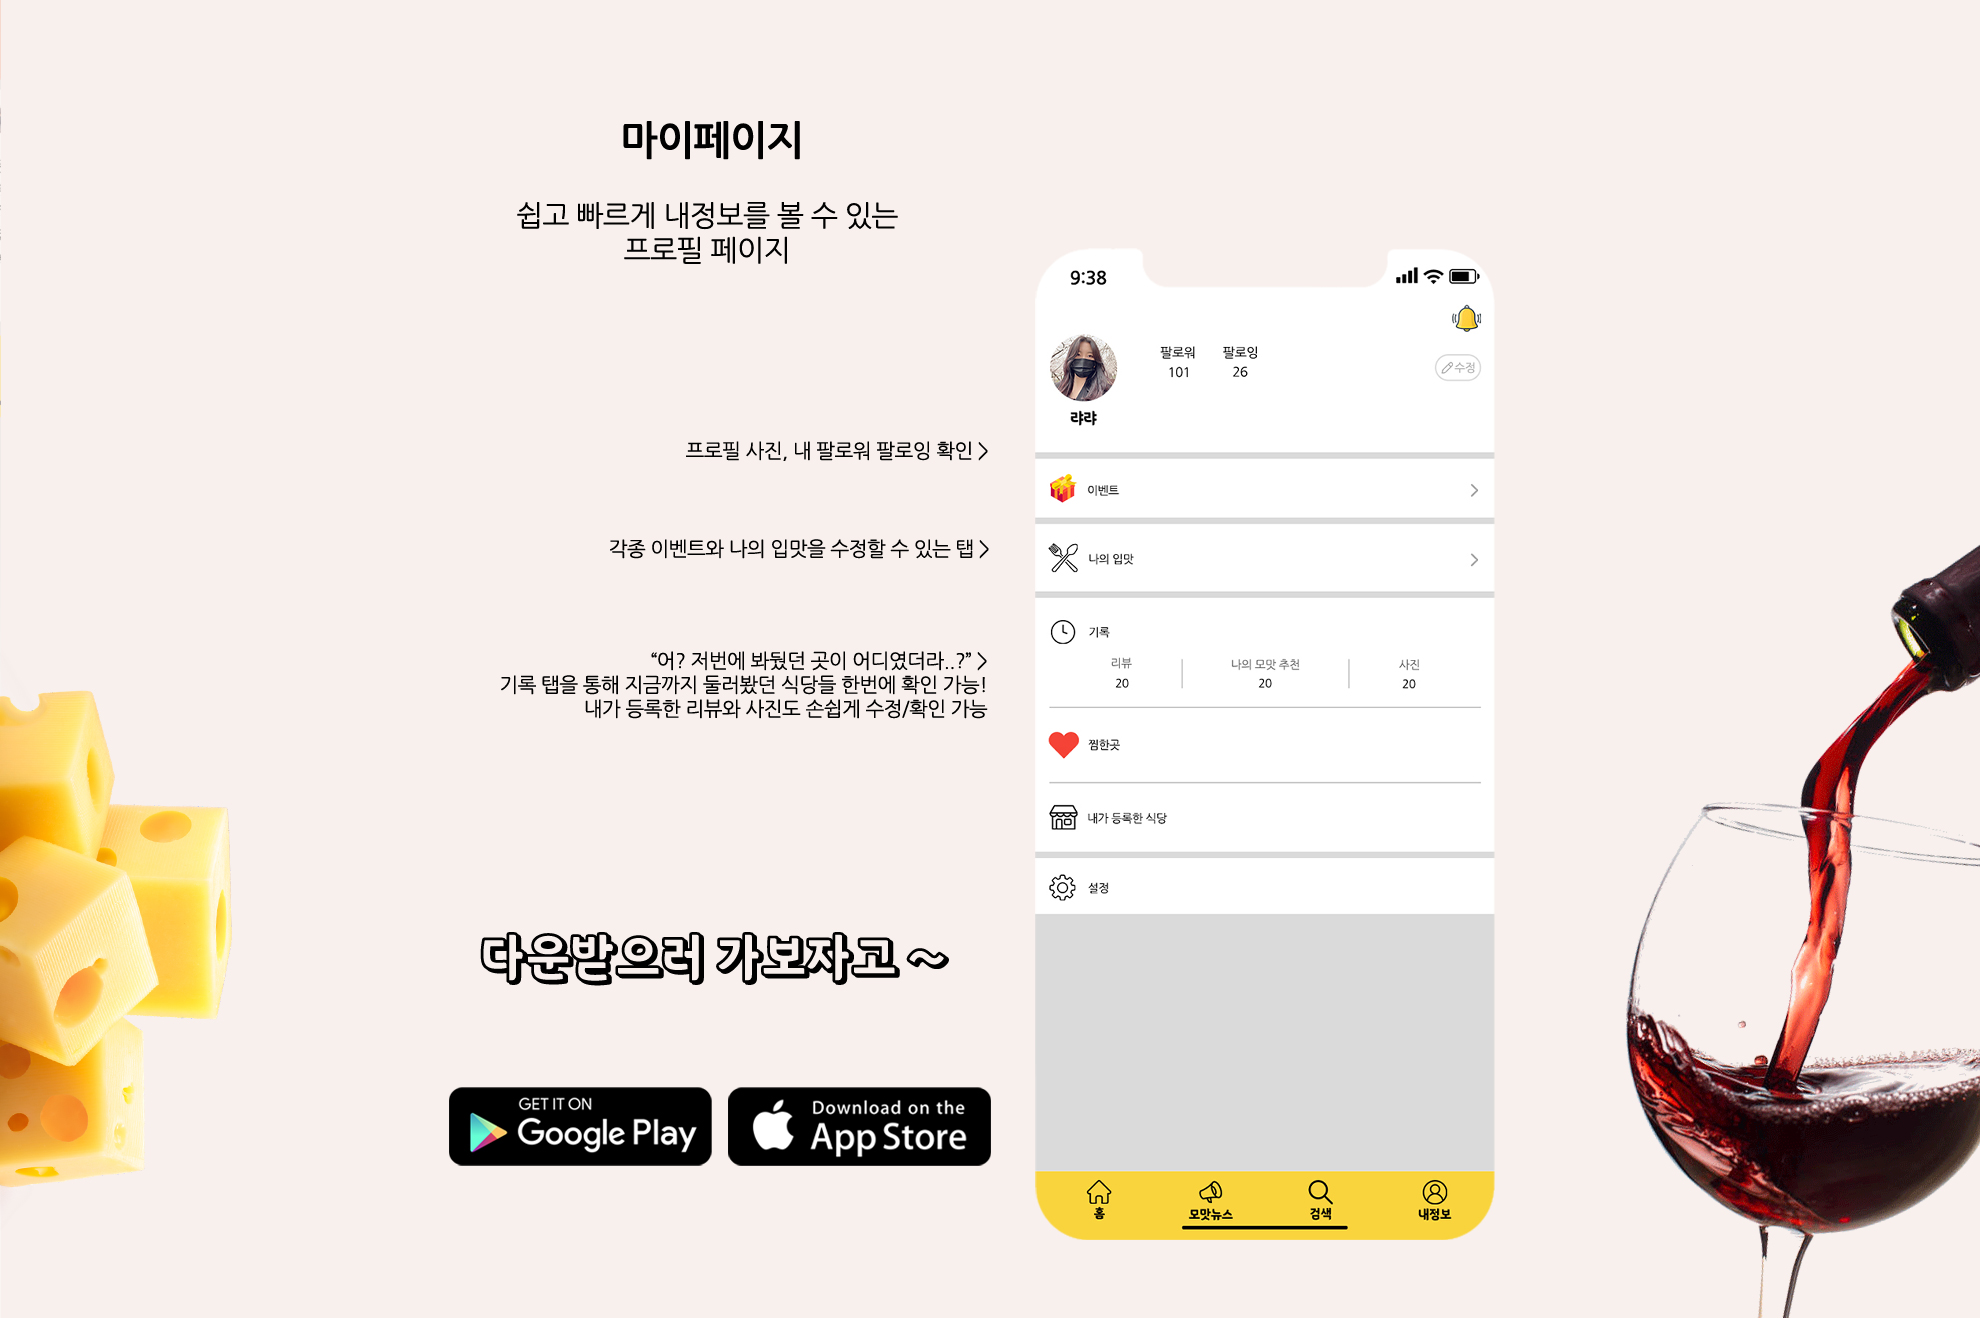 마이페이지
쉽고 빠르게 내정보를 볼 수 있는
프로필 페이지
프로필 사진, 내 팔로워 팔로잉 확인 >
각종 이벤트와 나의 입맛을 수정할 수 있는 탭 >
“어? 저번에 봐뒀던 곳이 어디였더라..?” >
기록 탭을 통해 지금까지 둘러봤던 식당들 한번에 확인 가능!
내가 등록한 리뷰와 사진도 손쉽게 수정/확인 가능
다운받으러 가보자고 ~
GET IT ON
Google Play
Download on the
App Store
9:38
팔로워 팔로잉
101 26
수정
랴랴
이벤트
나의 입맛
기록
리뷰 나의 모맛 추천 사진
20 20 20
찜한곳
내가 등록한 식당
설정
홈 모맛뉴스 검색 내정보